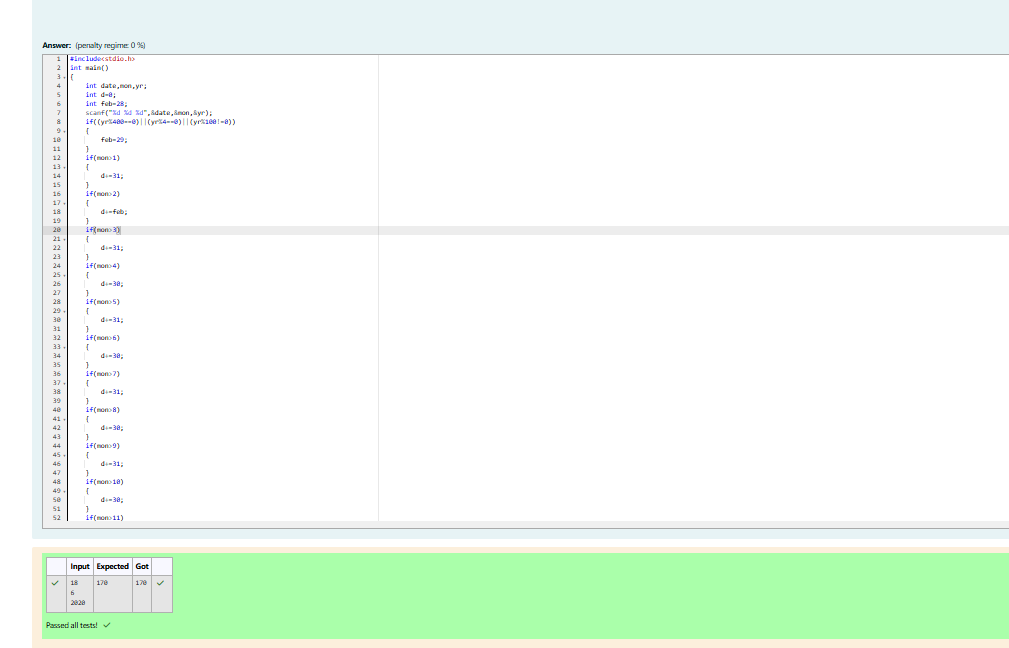 Answer: (penalty regime: 0 %)
1 #include<stdio.h>
2 int main()
3 {
4 int date,mon,yr;
5 int d=0;
6 int feb=28;
7 scanf("%d %d %d",&date,&mon,&yr);
8 if((yr%400==0)||(yr%4==0)||(yr%100!=0))
9 {
10 feb=29;
11 }
12 if(mon>1)
13 {
14 d+=31;
15 }
16 if(mon>2)
17 {
18 d+=feb;
19 }
20 if(mon>3)
21 {
22 d+=31;
23 }
24 if(mon>4)
25 {
26 d+=30;
27 }
28 if(mon>5)
29 {
30 d+=31;
31 }
32 if(mon>6)
33 {
34 d+=30;
35 }
36 if(mon>7)
37 {
38 d+=31;
39 }
40 if(mon>8)
41 {
42 d+=30;
43 }
44 if(mon>9)
45 {
46 d+=31;
47 }
48 if(mon>10)
49 {
50 d+=30;
51 }
52 if(mon>11)
Input Expected Got
18 170 170
6
2020
Passed all tests!